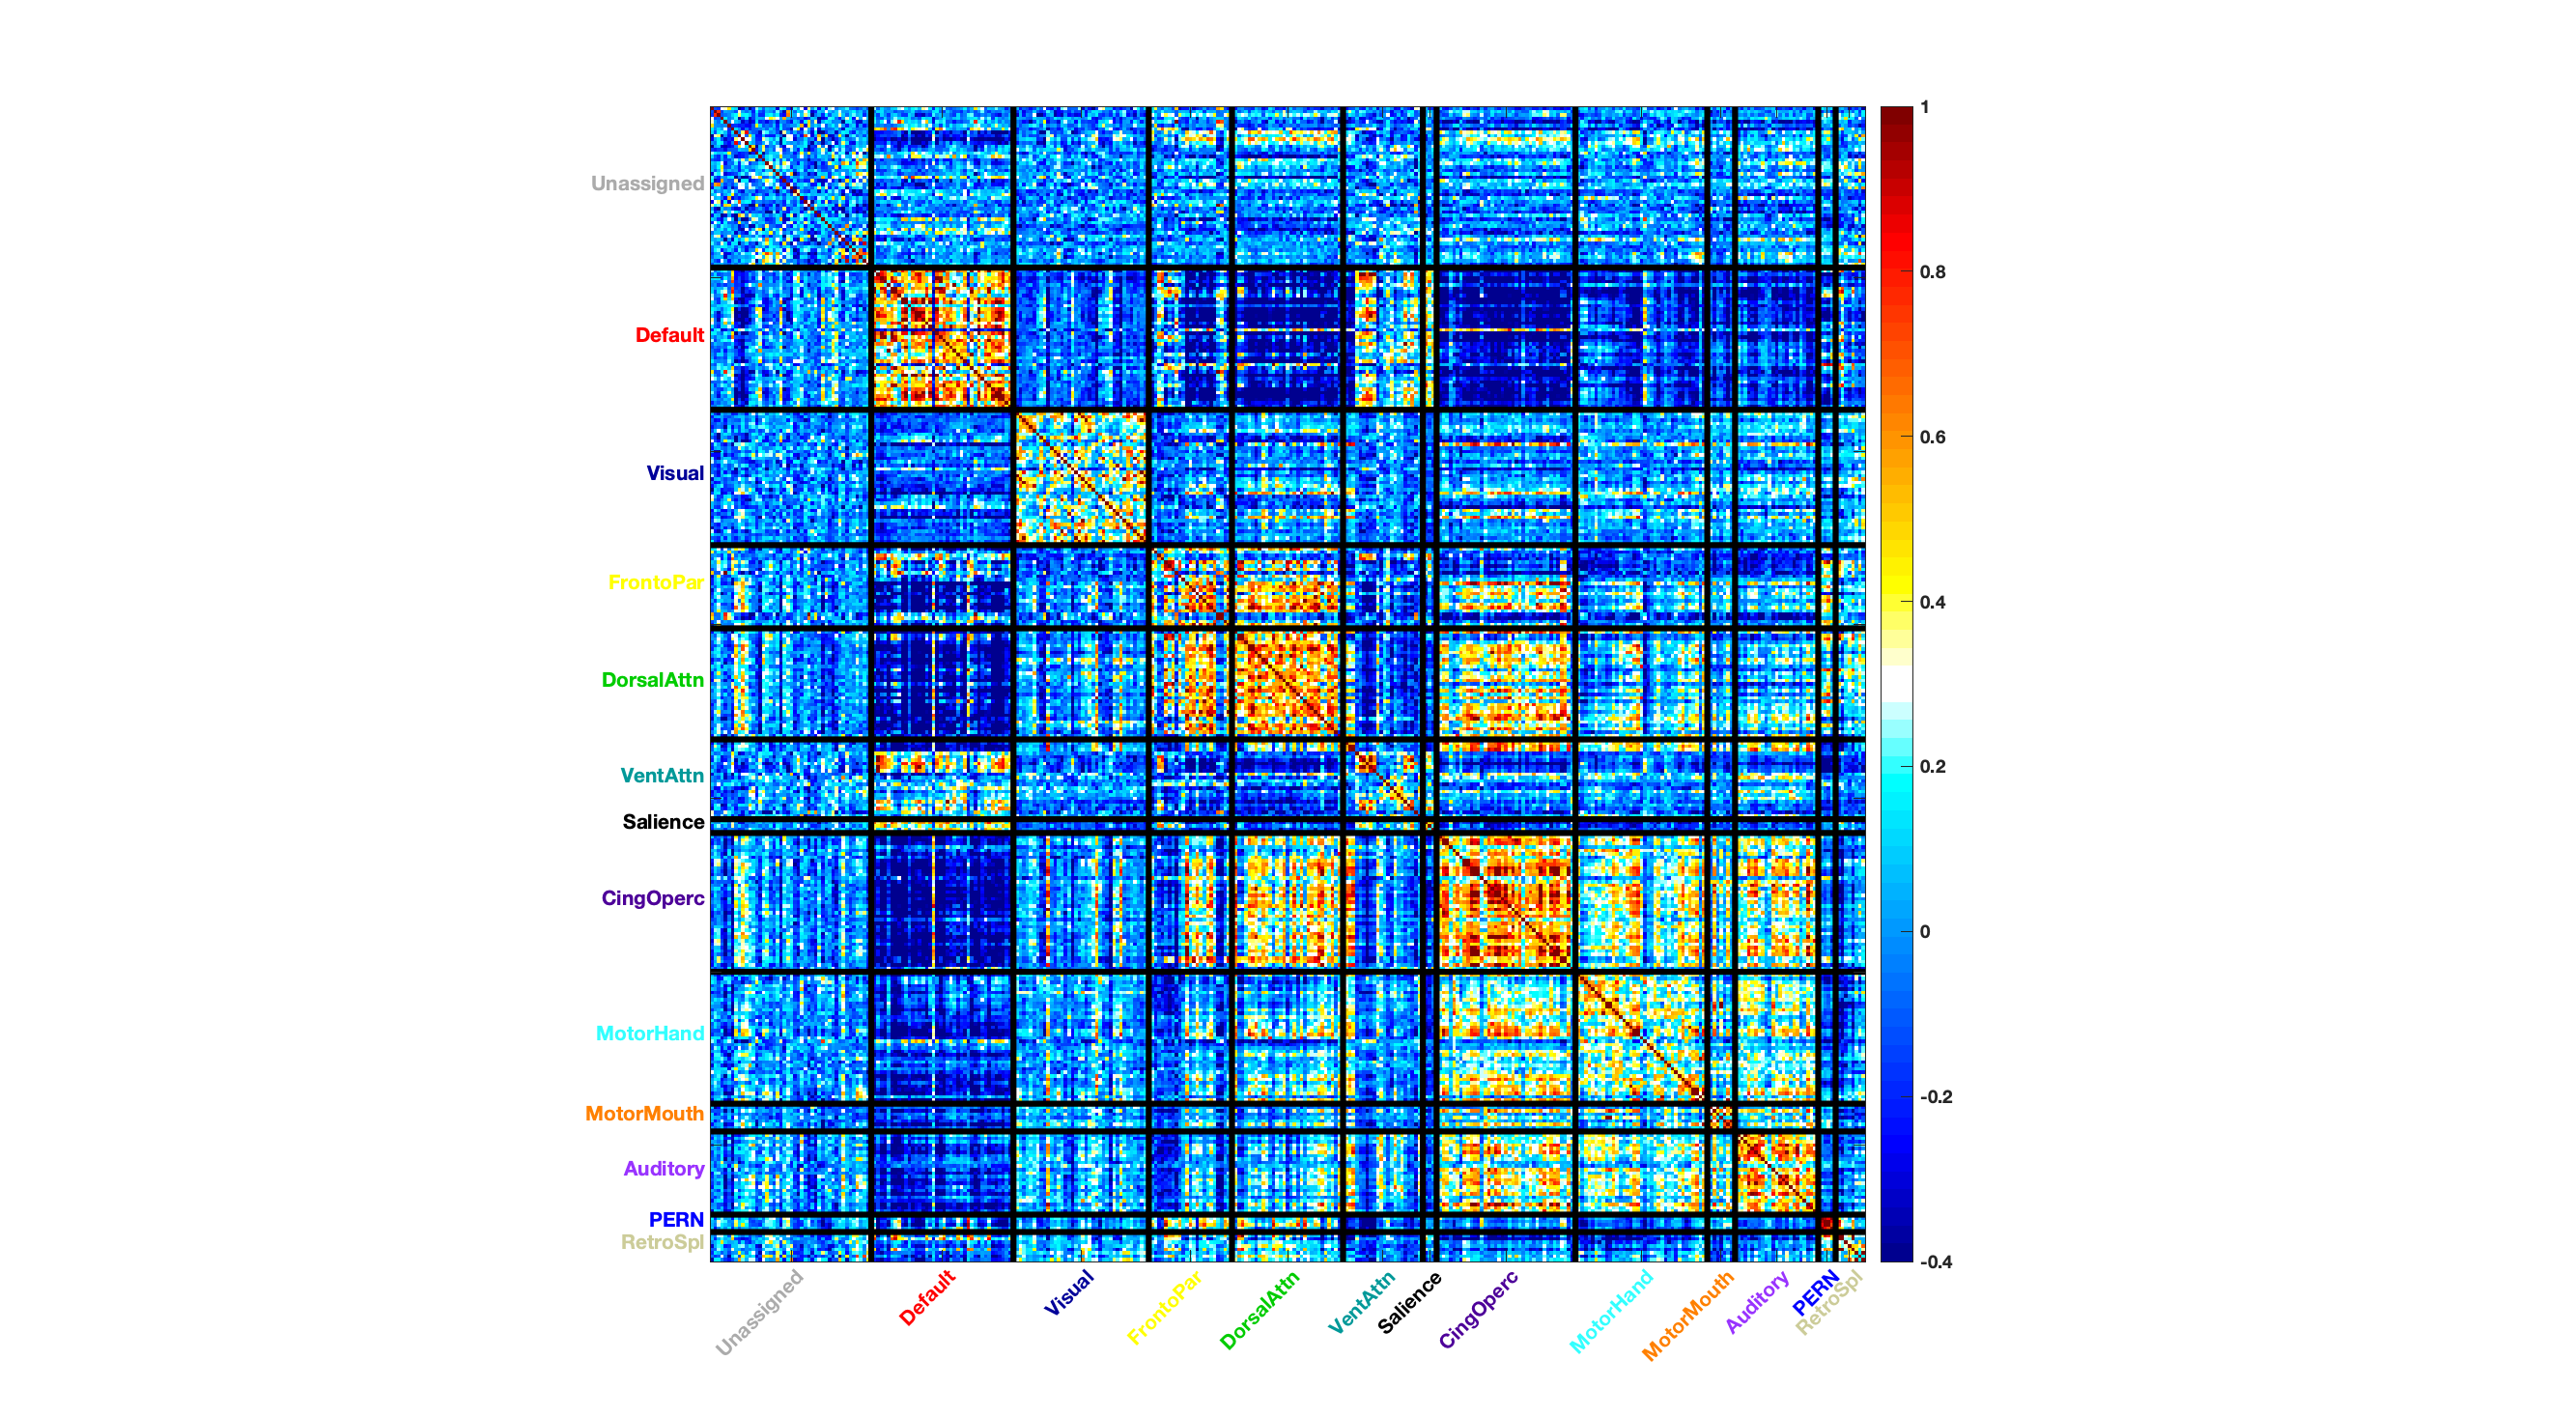 Unassigned
Default
Visual
FrontoPar
DorsalAttn
VentAttn
Salience
CingOperc
MotorHand
MotorMouth
Auditory
PERN
RetroSpl
Unassigned
Default
Visual
FrontoPar
DorsalAttn
VentAttn
Salience
CingOperc
MotorHand
MotorMouth
Auditory
PERN
RetroSpl
1
0.8
0.6
0.4
0.2
0
-0.2
-0.4